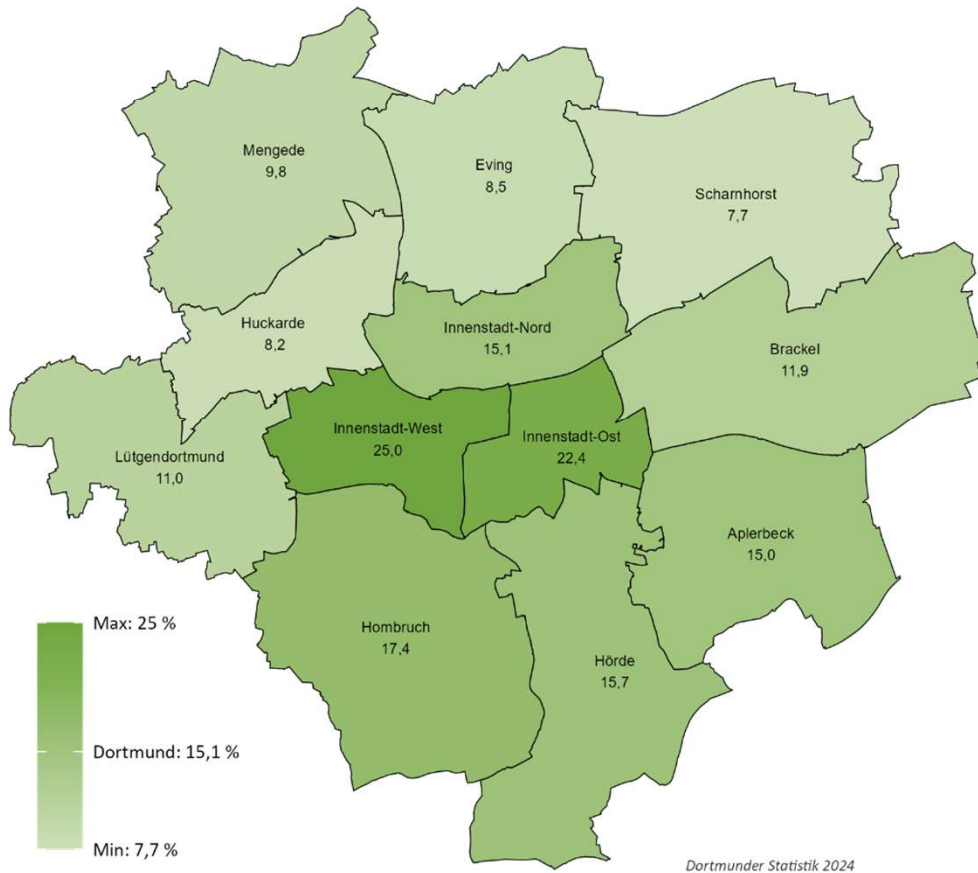 Mengede
9,8
Eving
8,5
Scharnhorst
7,7
Huckarde
8,2
Innenstadt-Nord
15,1
Brackel
11,9
Lütgendortmund
11,0
Innenstadt-West
25,0
Innenstadt-Ost
22,4
Aplerbeck
15,0
Hombruch
17,4
Hörde
15,7
Max: 25 %
Dortmund: 15,1 %
Min: 7,7 %
Dortmunder Statistik 2024